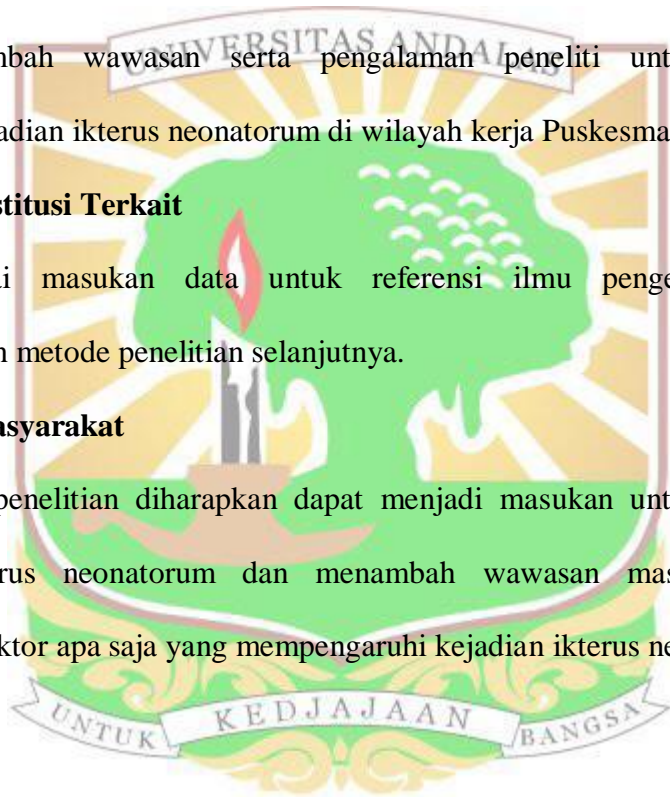 UNIVERSITAS ANDALAS
mbah wawasan serta pengalaman peneliti unt
adian ikterus neonatorum di wilayah kerja Puskesma
stitusi Terkait
ai masukan data untuk referensi ilmu penge
n metode penelitian selanjutnya.
asyarakat
penelitian diharapkan dapat menjadi masukan unt
rus neonatorum dan menambah wawasan mas
ktor apa saja yang mempengaruhi kejadian ikterus ne
UNTUK KEDJAJAAN BANGSA